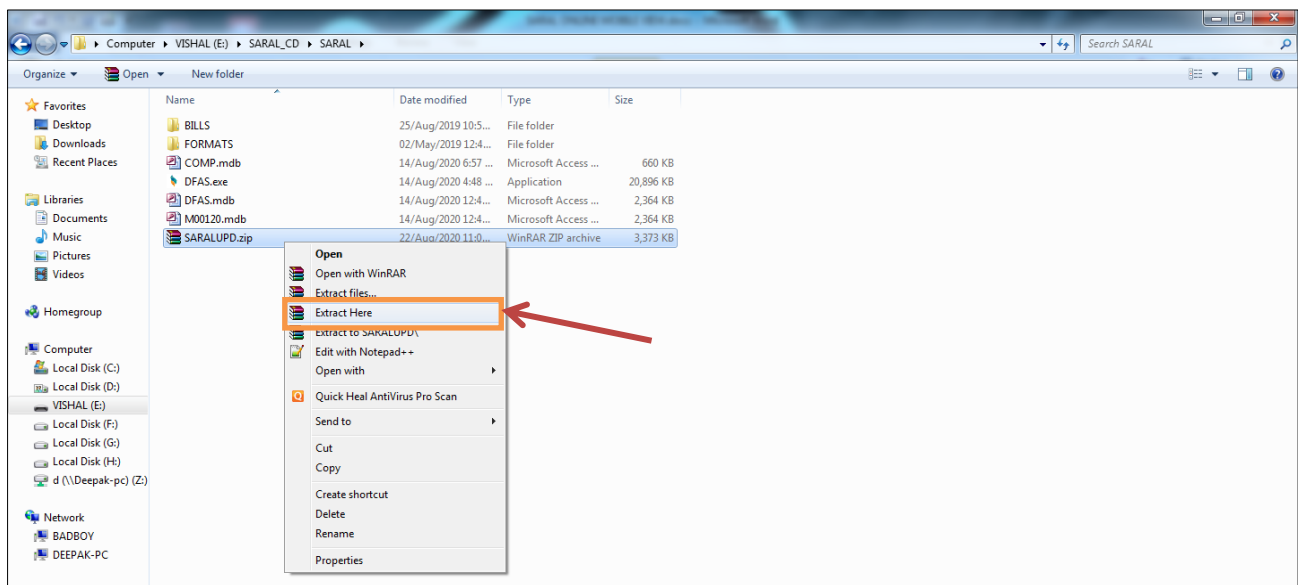 Computer VISHAL (E:) SARAL_CD SARAL
Search SARAL
Organize Open New folder
Name Date modified Type Size
Favorites
Desktop
Downloads
Recent Places
Libraries
Documents
Music
Pictures
Videos
Homegroup
Computer
Local Disk (C:)
Local Disk (D:)
VISHAL (E:)
Local Disk (F:)
Local Disk (G:)
Local Disk (H:)
d (\\Deepak-pc) (Z:)
Network
BADBOY
DEEPAK-PC
BILLS 25/Aug/2019 10:5... File folder
FORMATS 02/May/2019 12:4... File folder
COMP.mdb 14/Aug/2020 6:57 ... Microsoft Access ... 660 KB
DFAS.exe 14/Aug/2020 4:48 ... Application 20,896 KB
DFAS.mdb 14/Aug/2020 12:4... Microsoft Access ... 2,364 KB
M00120.mdb 14/Aug/2020 12:4... Microsoft Access ... 2,364 KB
SARALUPD.zip 22/Aug/2020 11:0... WinRAR ZIP archive 3,373 KB
Open
Open with WinRAR
Extract files...
Extract Here
Extract to SARALUPD\
Edit with Notepad++
Open with
Quick Heal AntiVirus Pro Scan
Send to
Cut
Copy
Create shortcut
Delete
Rename
Properties